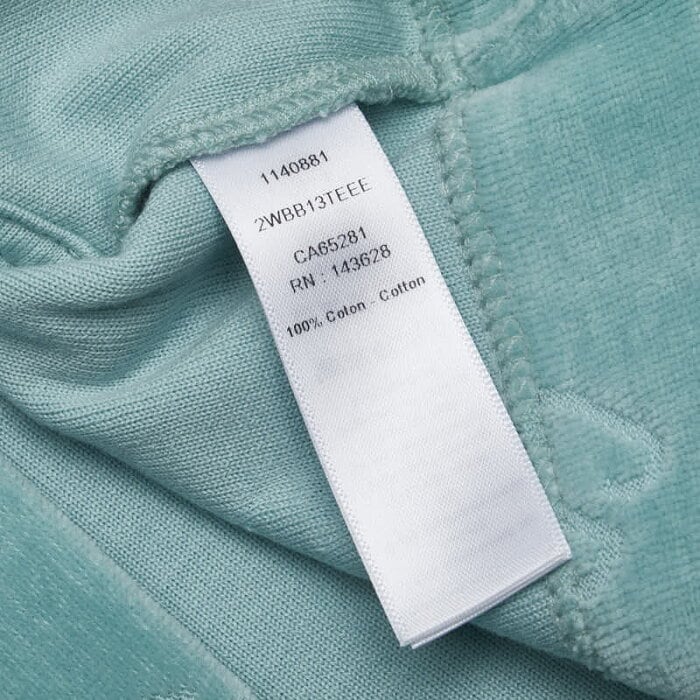 1140881
2WBB13TEEE
CA65281
RN : 143628
100% Coton - Cotton